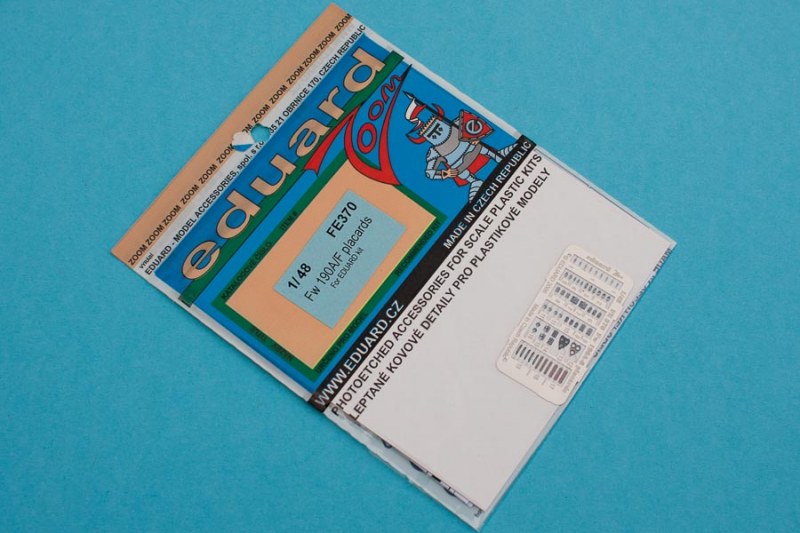 ZOOM ZOOM ZOOM ZOOM ZOOM ZOOM ZOOM ZOOM ZOOM ZOOM
EDUARD - MODEL ACCESSORIES, spol. s r.o. 21 OBRNICE 170, CZECH REPUBLIC
eduard
Zoom
e
1/48 FE370
Fw 190A/F placards
For EDUARD kit
WWW.EDUARD.CZ MADE IN CZECH REPUBLIC
PHOTOETCHED ACCESSORIES FOR SCALE PLASTIC KITS
LEPTANÉ KOVOVÉ DETAILY PRO PLASTIKOVÉ MODELY